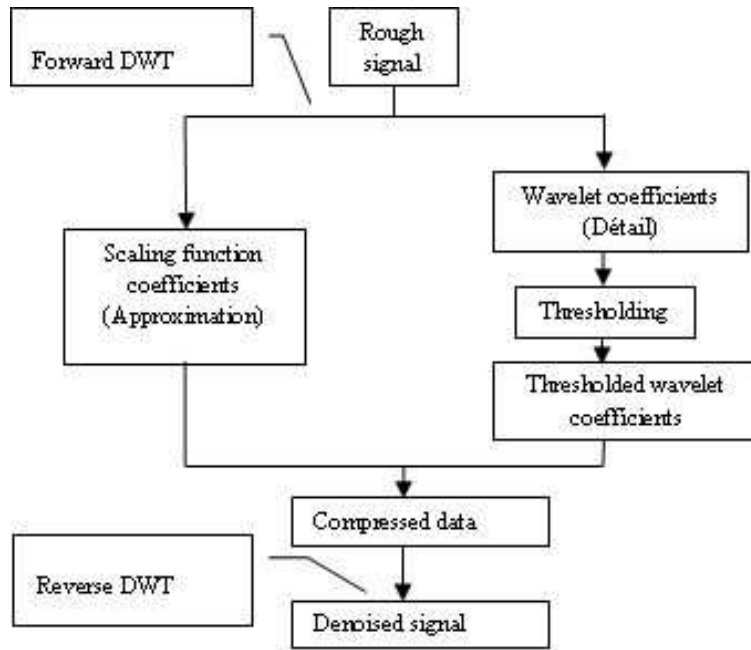 Forward DWT
Rough
signal
Wavelet coefficients
(Détail)
Scaling function
coefficients
(Approximation)
Thresholding
Thresholded wavelet
coefficients
Compressed data
Reverse DWT
Denoised signal